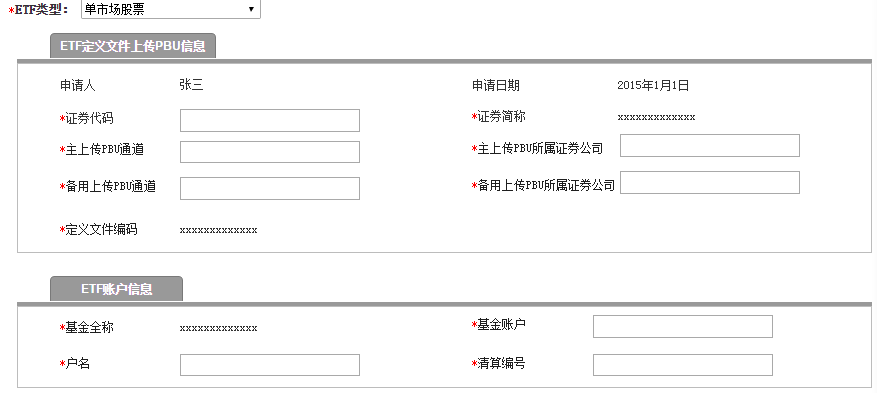 *ETF类型： 单市场股票
ETF定义文件上传PBU信息
申请人 张三 申请日期 2015年1月1日
*证券代码 *证券简称 xxxxxxxxxxxxx
*主上传PBU通道 *主上传PBU所属证券公司
*备用上传PBU通道 *备用上传PBU所属证券公司
*定义文件编码 xxxxxxxxxxxxx
ETF账户信息
*基金全称 xxxxxxxxxxxxx *基金账户
*户名 *清算编号